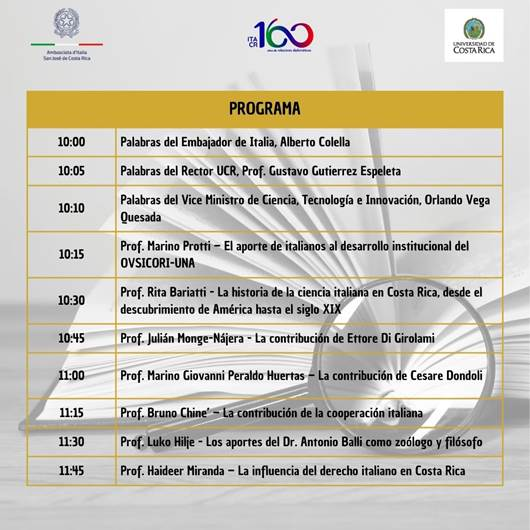 Ambasciata d'Italia
San José de Costa Rica
ITA
CR
160
UNIVERSIDAD DE
COSTA RICA
PROGRAMA
10:00 Palabras del Embajador de Italia, Alberto Colella
10:05 Palabras del Rector UCR, Prof. Gustavo Gutierrez Espeleta
10:10 Palabras del Vice Ministro de Ciencia, Tecnología e Innovación, Orlando Vega
Quesada
10:15 Prof. Marino Protti – El aporte de italianos al desarrollo institucional del
OVSICORI-UNA
10:30 Prof. Rita Bariatti - La historia de la ciencia italiana en Costa Rica, desde el
descubrimiento de América hasta el siglo XIX
10:45 Prof. Julián Monge-Nájera - La contribución de Ettore Di Girolami
11:00 Prof. Marino Giovanni Peraldo Huertas – La contribución de Cesare Dondoli
11:15 Prof. Bruno Chine' – La contribución de la cooperación italiana
11:30 Prof. Luko Hilje - Los aportes del Dr. Antonio Balli como zoólogo y filósofo
11:45 Prof. Haideer Miranda – La influencia del derecho italiano en Costa Rica